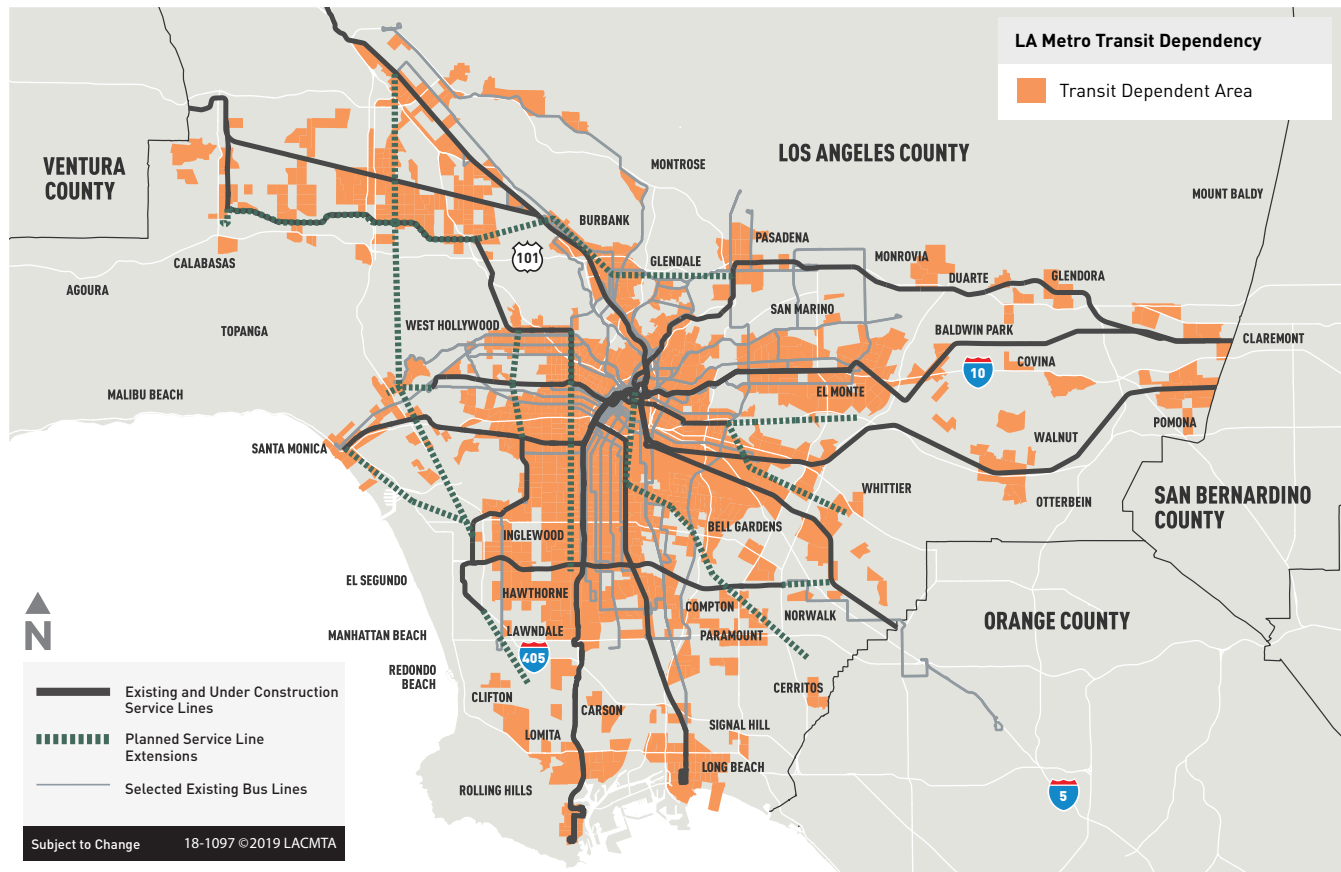 LA Metro Transit Dependency
Transit Dependent Area
VENTURA
COUNTY
LOS ANGELES COUNTY
MONTROSE
MOUNT BALDY
BURBANK
101
PASADENA
CALABASAS
GLENDALE
MONROVIA
DUARTE
GLENDORA
AGOURA
SAN MARINO
TOPANGA
WEST HOLLYWOOD
BALDWIN PARK
CLAREMONT
COVINA
10
MALIBU BEACH
EL MONTE
POMONA
SANTA MONICA
WALNUT
WHITTIER
OTTERBEIN
SAN BERNARDINO
COUNTY
BELL GARDENS
INGLEWOOD
EL SEGUNDO
HAWTHORNE
COMPTON
NORWALK
ORANGE COUNTY
MANHATTAN BEACH
LAWNDALE
PARAMOUNT
405
REDONDO
BEACH
CLIFTON
CERRITOS
CARSON
SIGNAL HILL
LOMITA
LONG BEACH
ROLLING HILLS
5
N
Existing and Under Construction
Service Lines
Planned Service Line
Extensions
Selected Existing Bus Lines
Subject to Change 18-1097 ©2019 LACMTA